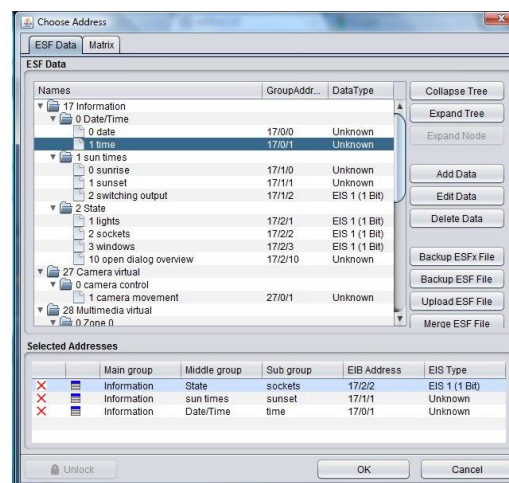 Choose Address
ESF Data Matrix
ESF Data
Names GroupAddr... DataType
17 Information
0 Date/Time
0 date 17/0/0 Unknown
1 time 17/0/1 Unknown
1 sun times
0 sunrise 17/1/0 Unknown
1 sunset 17/1/1 Unknown
2 switching output 17/1/2 EIS 1 (1 Bit)
2 State
1 lights 17/2/1 EIS 1 (1 Bit)
2 sockets 17/2/2 EIS 1 (1 Bit)
3 windows 17/2/3 EIS 1 (1 Bit)
10 open dialog overview 17/2/10 Unknown
27 Camera virtual
0 camera control
1 camera movement 27/0/1 Unknown
28 Multimedia virtual
0 Zone 0
Collapse Tree
Expand Tree
Expand Node
Add Data
Edit Data
Delete Data
Backup ESFx File
Backup ESF File
Upload ESF File
Merge ESF File
Selected Addresses
Main group Middle group Sub group EIB Address EIS Type
Information State sockets 17/2/2 EIS 1 (1 Bit)
Information sun times sunset 17/1/1 Unknown
Information Date/Time time 17/0/1 Unknown
Unlock OK Cancel